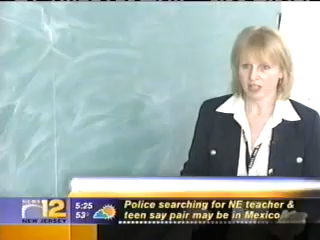 NEWS
12
NEW JERSEY
5:25
53°
Police searching for NE teacher &
teen say pair may be in Mexico